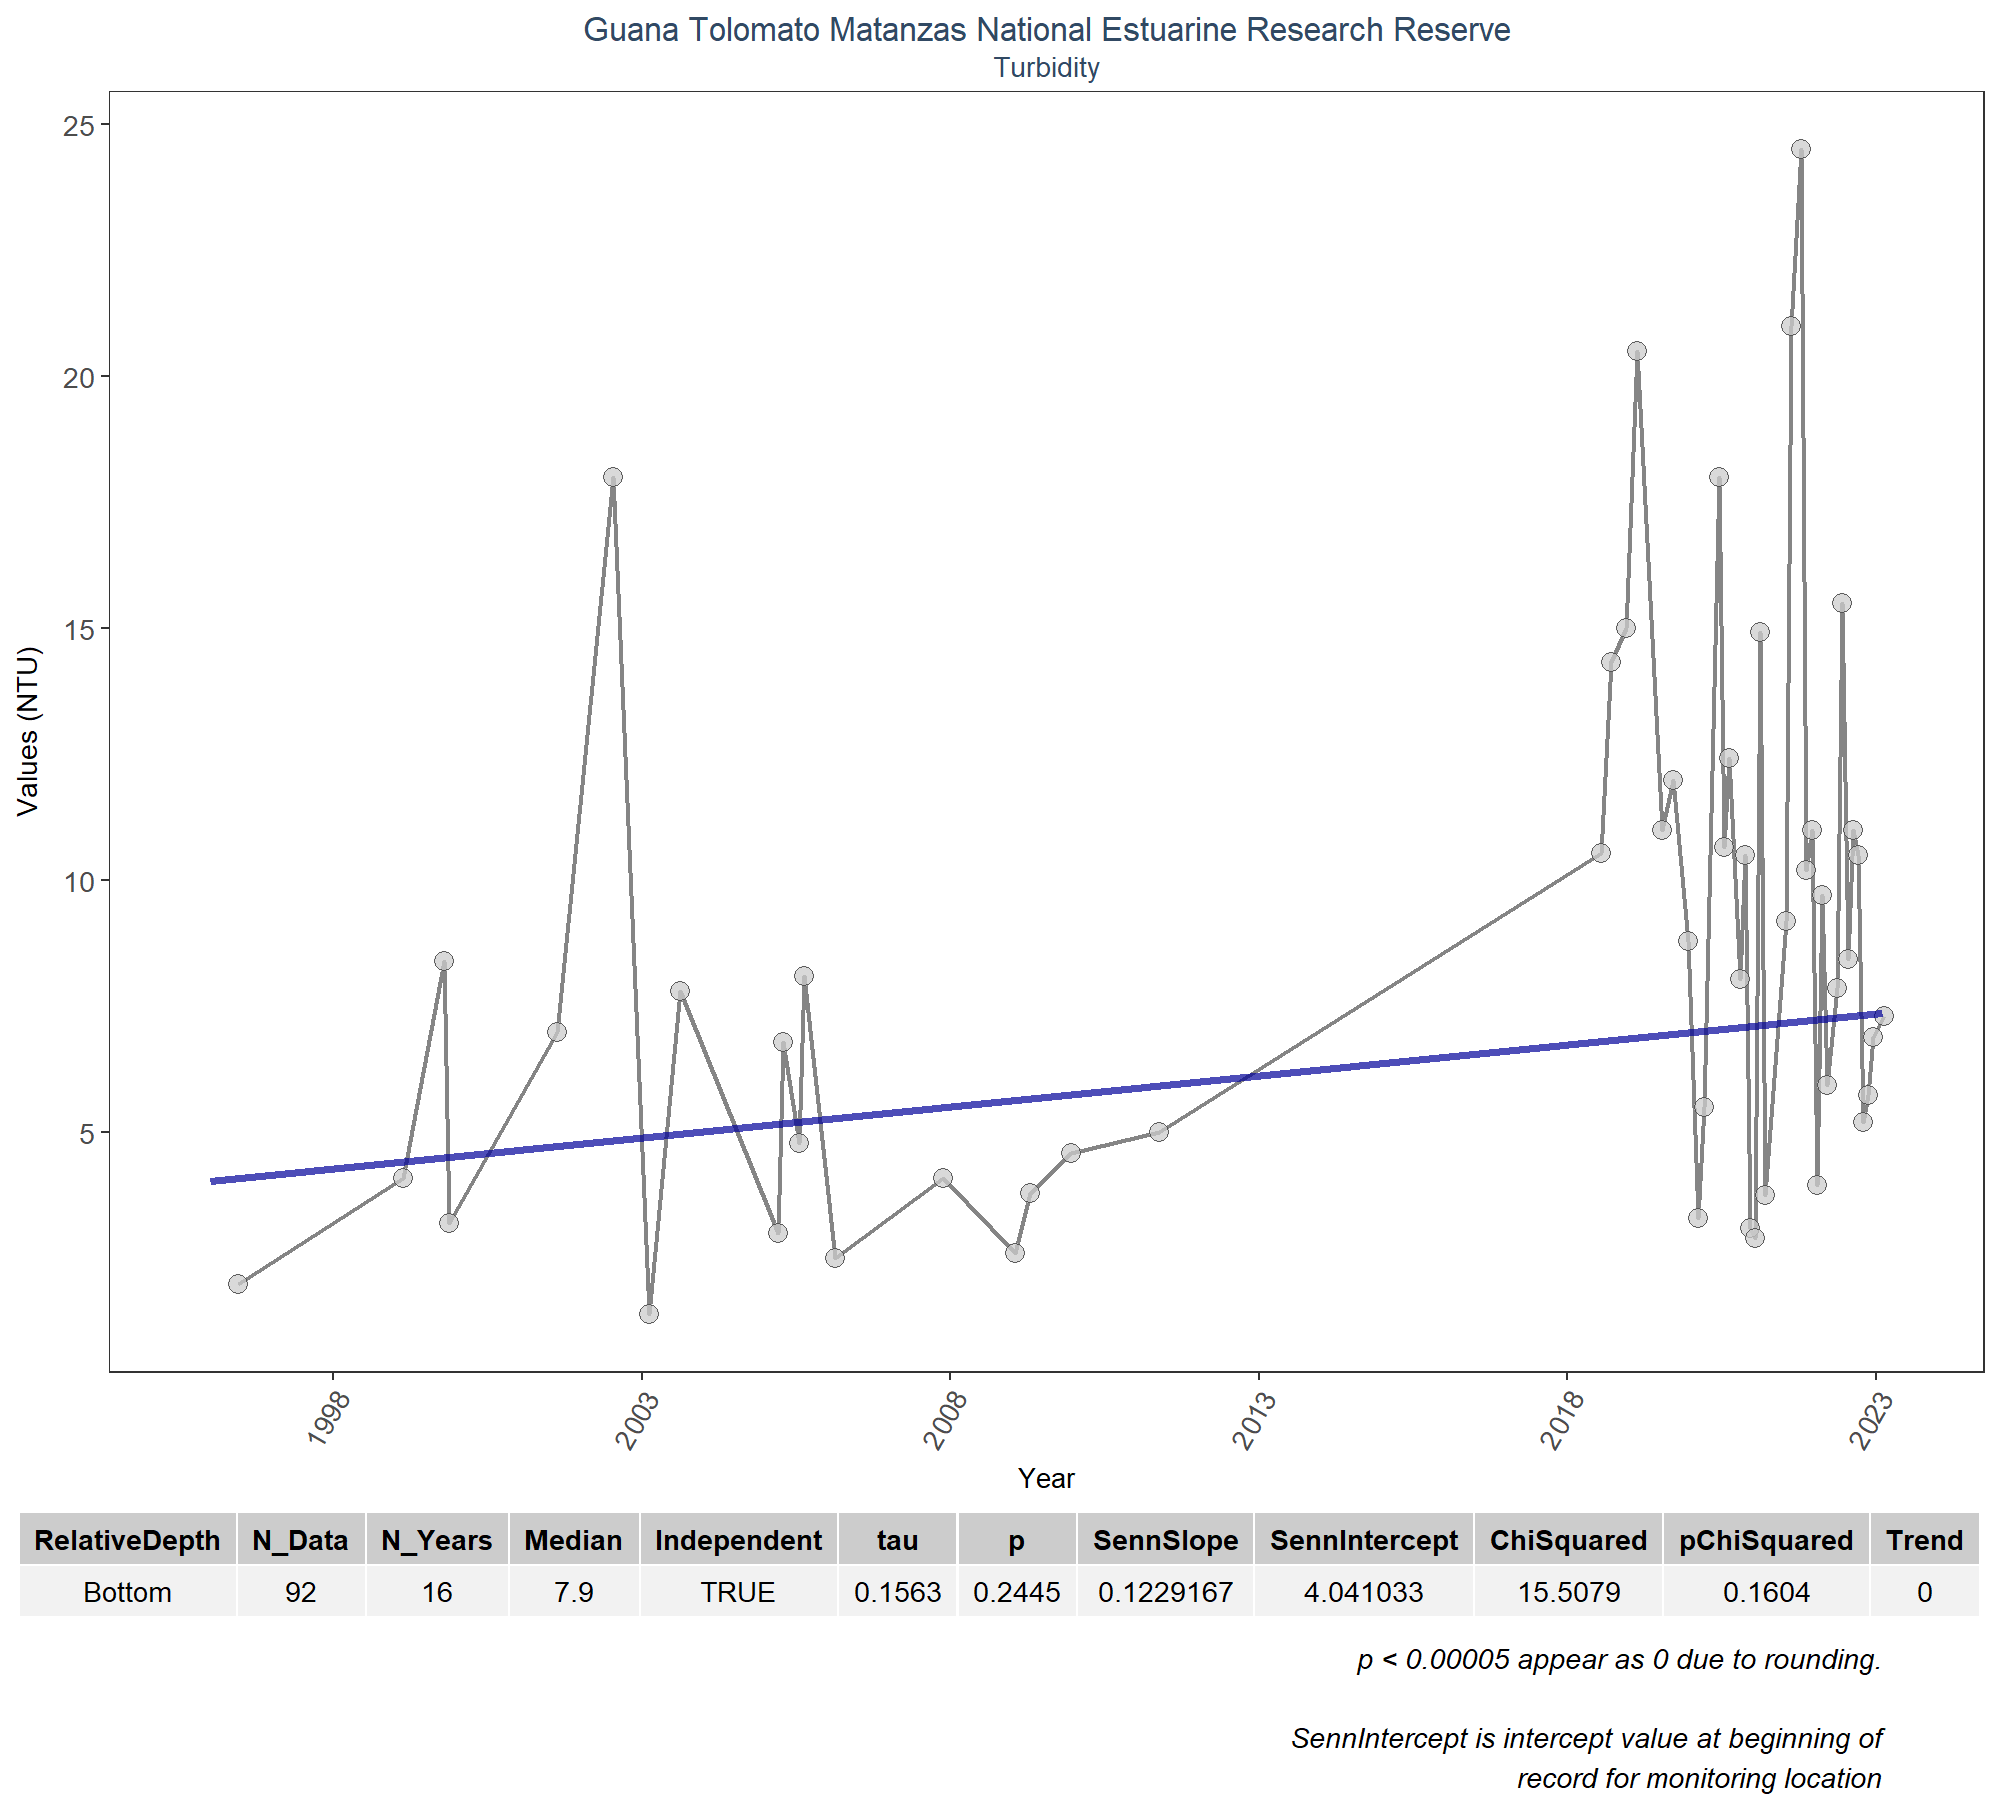 Guana Tolomato Matanzas National Estuarine Research Reserve
Turbidity
25
20
15
10
5
Values (NTU)
1998 2003 2008 2013 2018 2023
Year
RelativeDepth N_Data N_Years Median Independent tau p SennSlope SennIntercept ChiSquared pChiSquared Trend
Bottom 92 16 7.9 TRUE 0.1563 0.2445 0.1229167 4.041033 15.5079 0.1604 0
p < 0.00005 appear as 0 due to rounding.
SennIntercept is intercept value at beginning of
record for monitoring location